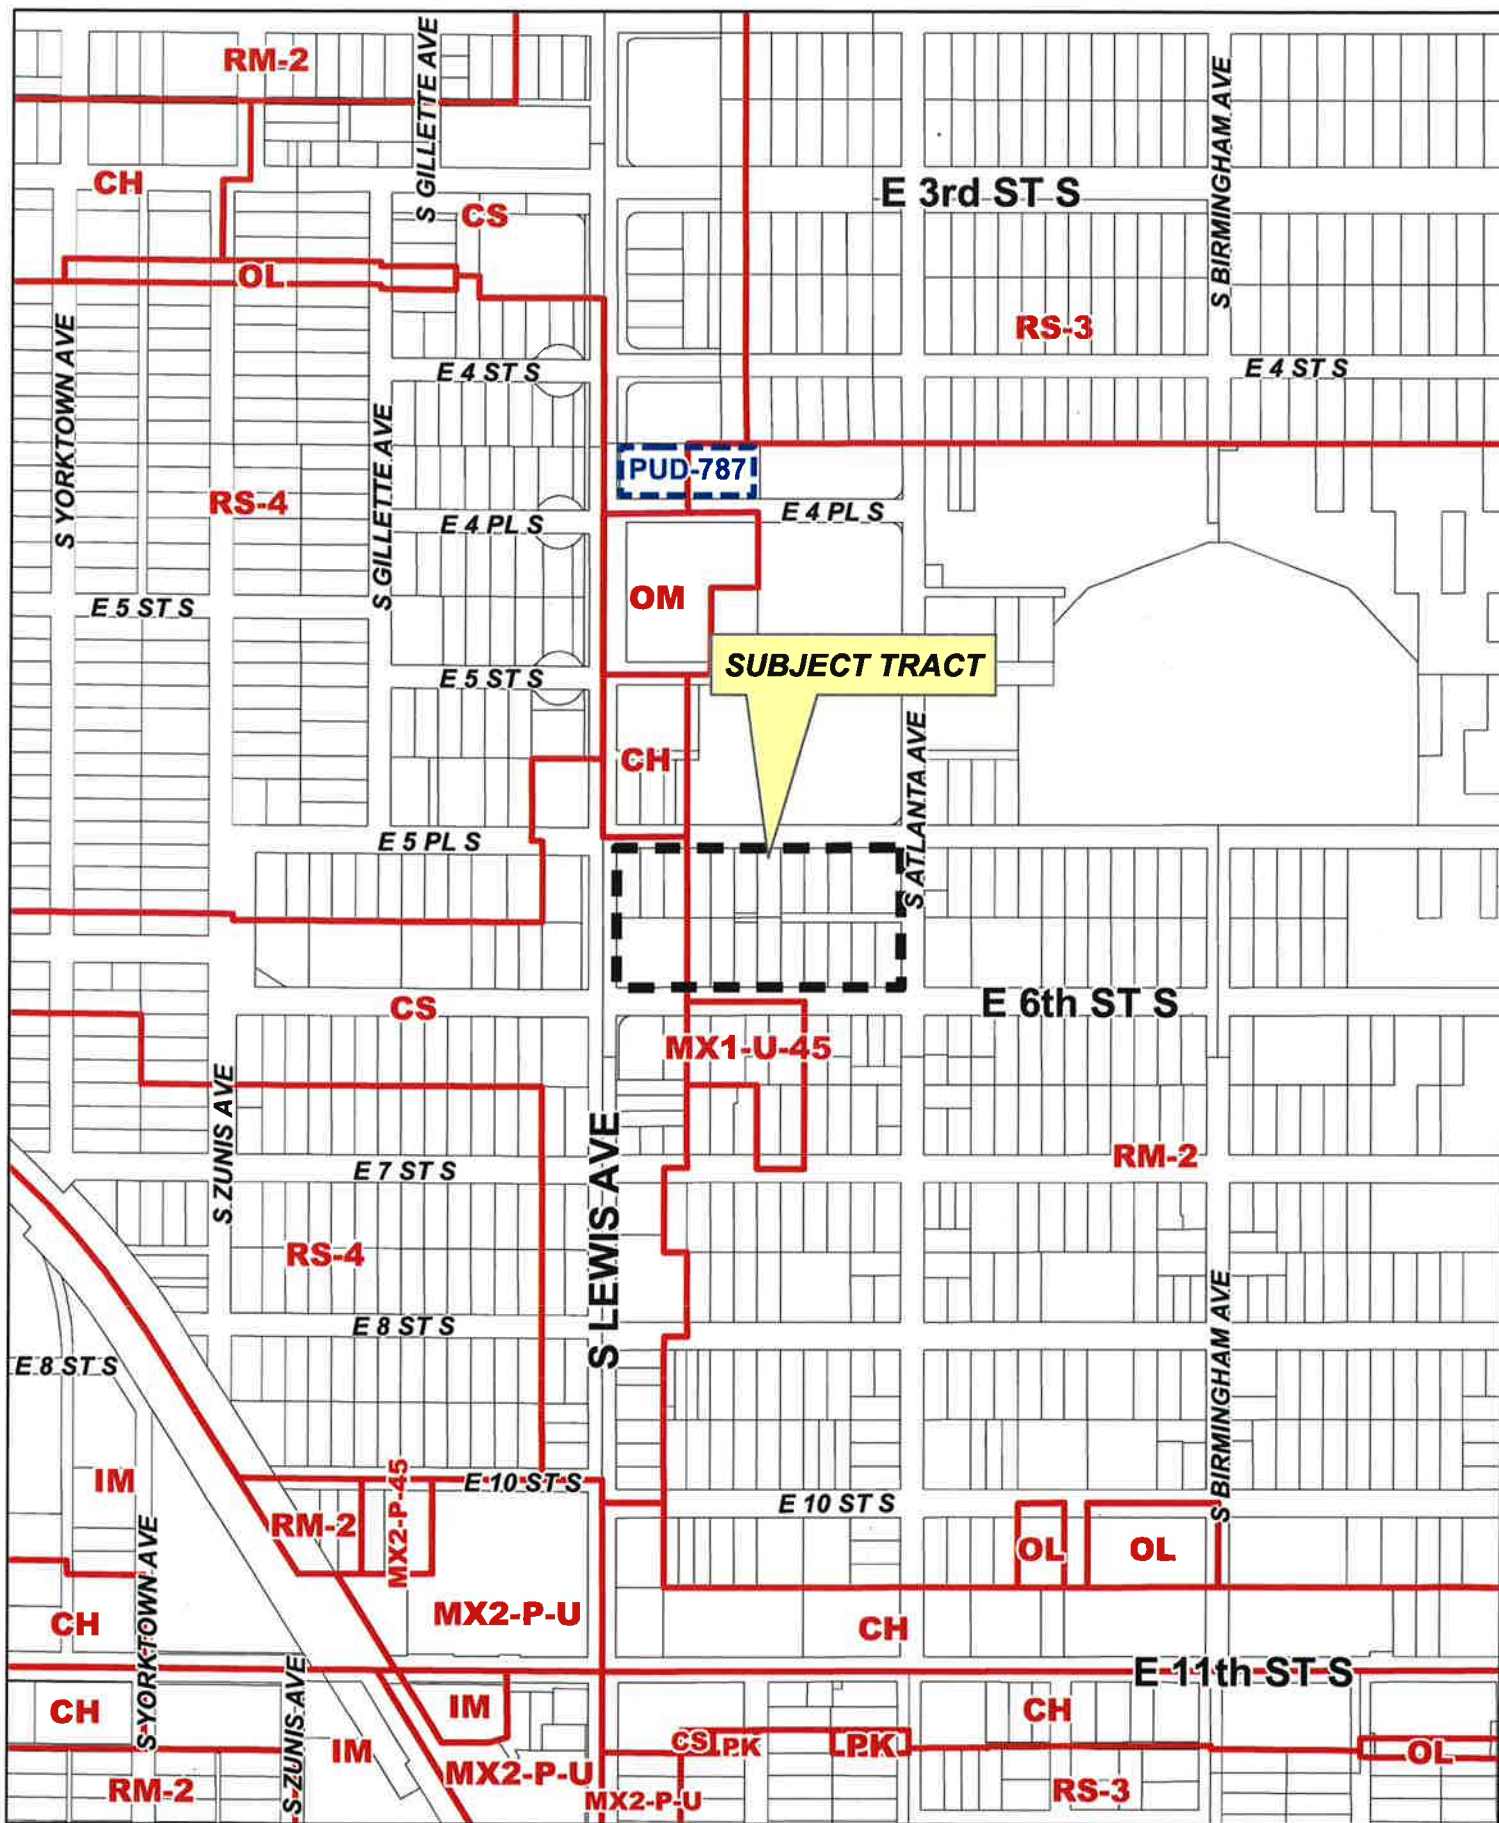 RM-2
S GILLETTE AVE
S BIRMINGHAM AVE
CH
E 3rd ST S
CS
OL
RS-3
S YORKTOWN AVE
E 4 ST S
E 4 ST S
S GILLETTE AVE
PUD-787
RS-4
E 4 PL S
E 4 PL S
OM
E 5 ST S
SUBJECT TRACT
E 5 ST S
CH
S ATLANTA AVE
E 5 PL S
CS
E 6th ST S
MX1-U-45
S ZUNIS AVE
S LEWIS AVE
RM-2
E 7 ST S
RS-4
E 8 ST S
E 8 ST S
S BIRMINGHAM AVE
IM
MX2-P-45
E 10 ST S
E 10 ST S
RM-2
OL
OL
S YORKTOWN AVE
CH
MX2-P-U
CH
E 11th ST S
S ZUNIS AVE
CH
IM
CH
CS
PK
PK
IM
OL
MX2-P-U
RM-2
MX2-P-U
RS-3